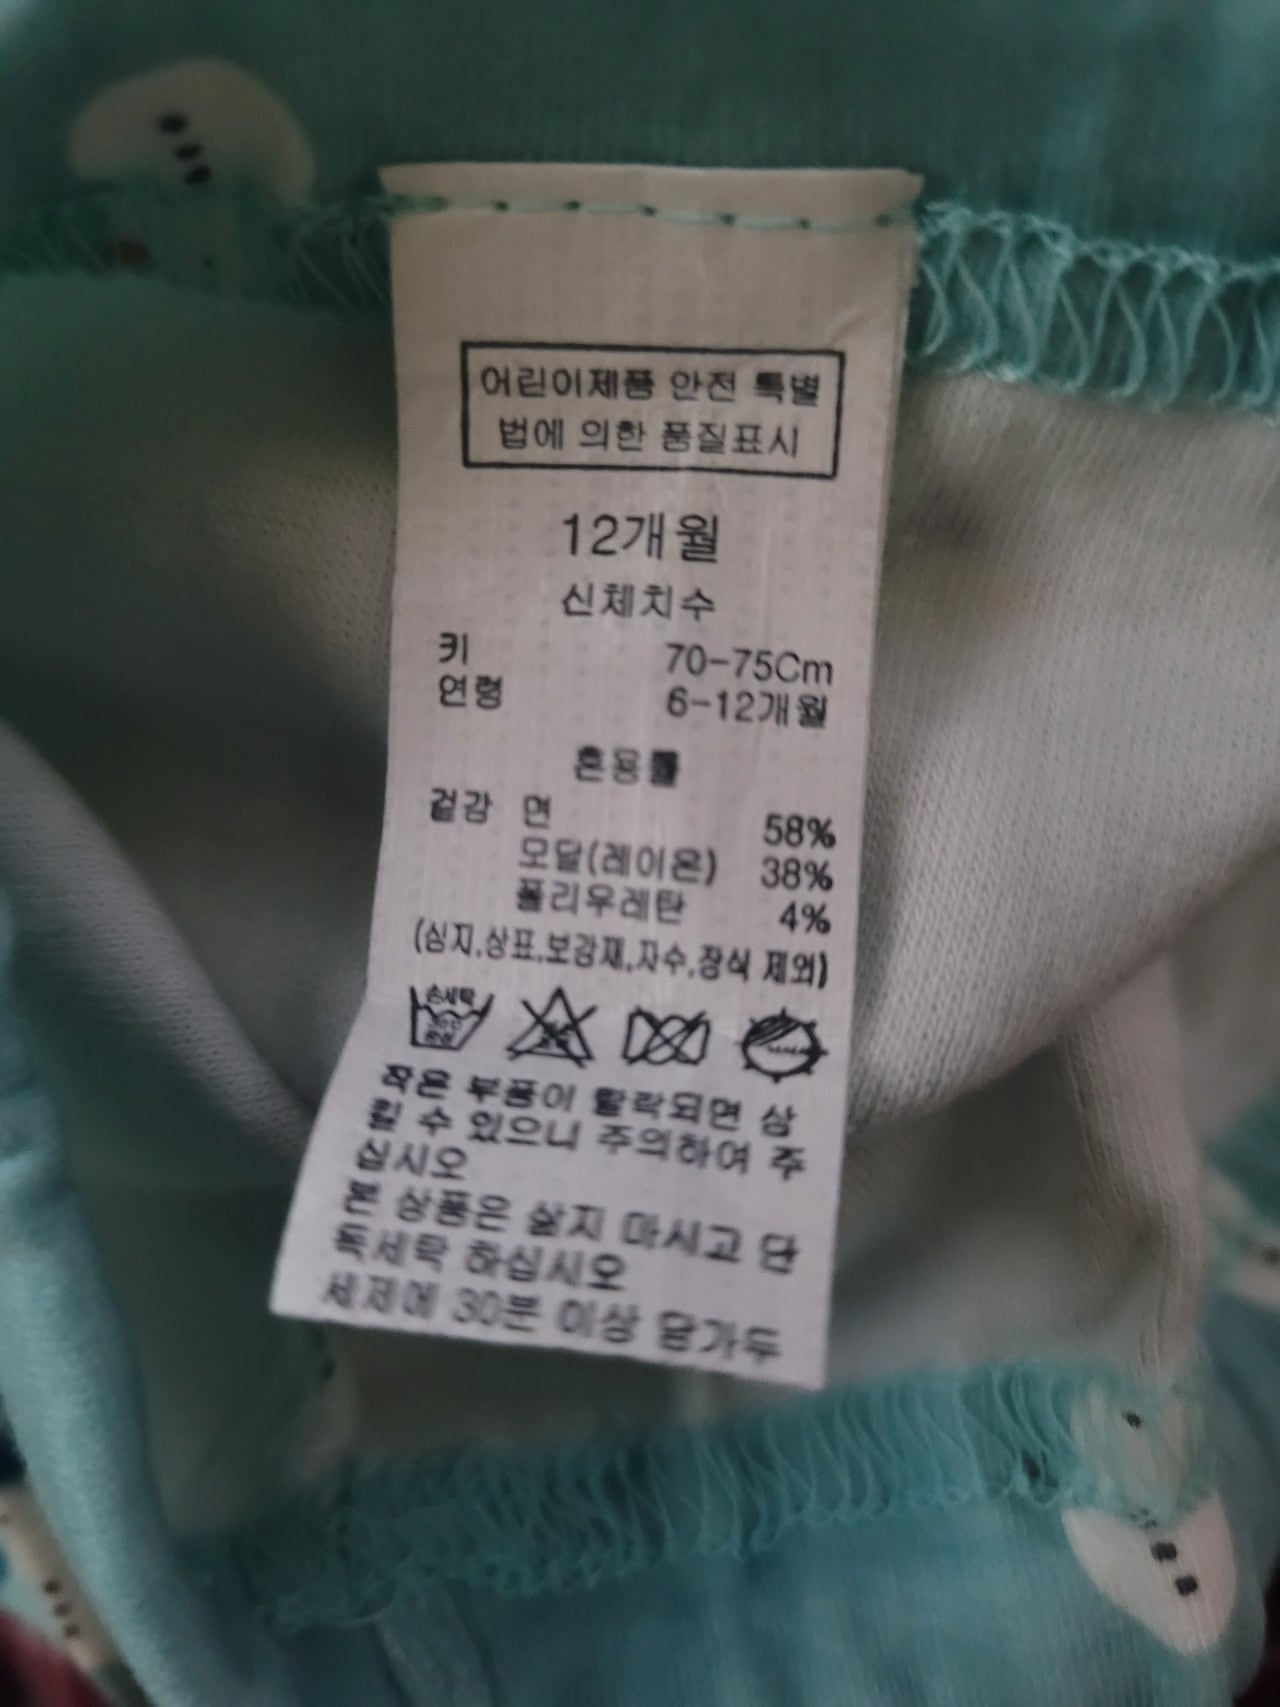 어린이제품 안전 특별
법에 의한 품질표시
12개월
신체치수
키 70-75Cm
연령 6-12개월
혼용률
겉감 면 58%
모달(레이온) 38%
폴리우레탄 4%
(심지,상표,보강재,자수,장식 제외)
손세탁
작은 부품이 탈락되면 삼
킬 수 있으니 주의하여 주
십시오
본 상품은 삶지 마시고 단
독세탁 하십시오
세제에 30분 이상 담가두